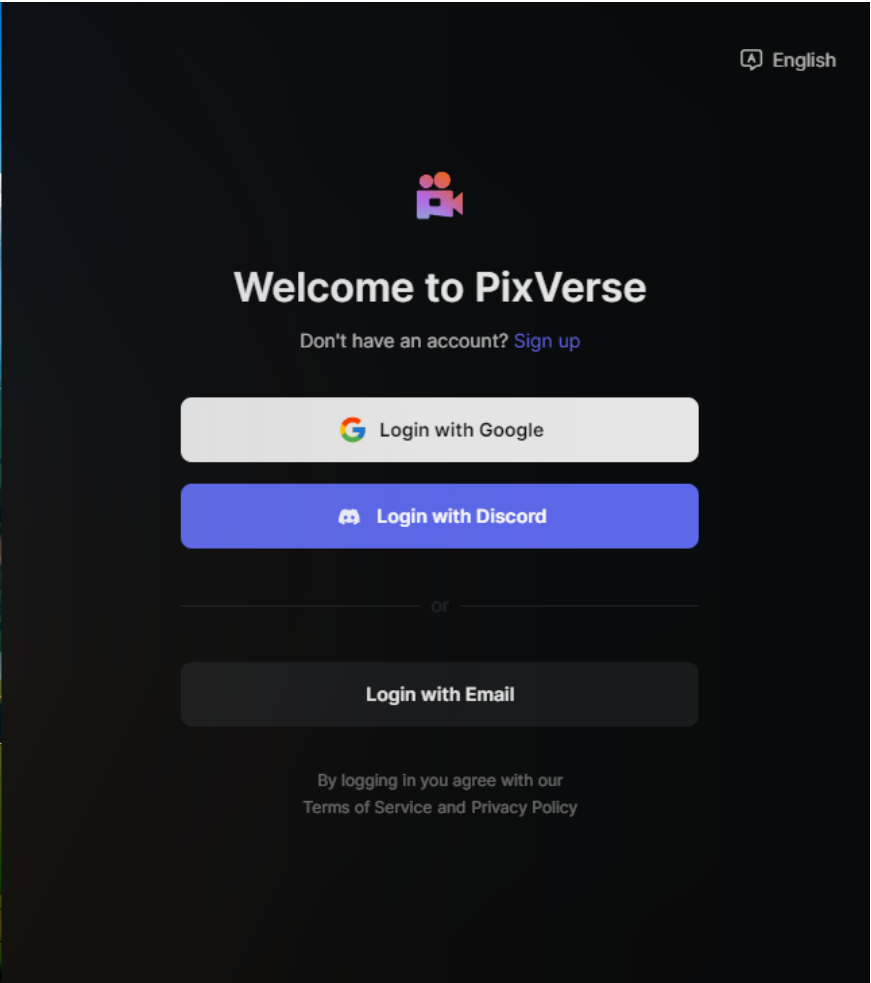 English
Welcome to PixVerse
Don't have an account? Sign up
Login with Google
Login with Discord
or
Login with Email
By logging in you agree with our
Terms of Service and Privacy Policy